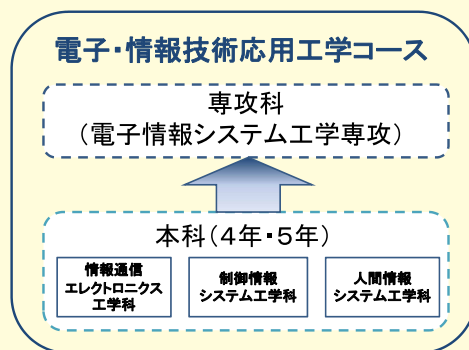 電子・情報技術応用工学コース
専攻科
（電子情報システム工学専攻）
本科（４年・５年）
情報通信
エレクトロニクス
工学科
制御情報
システム工学科
人間情報
システム工学科